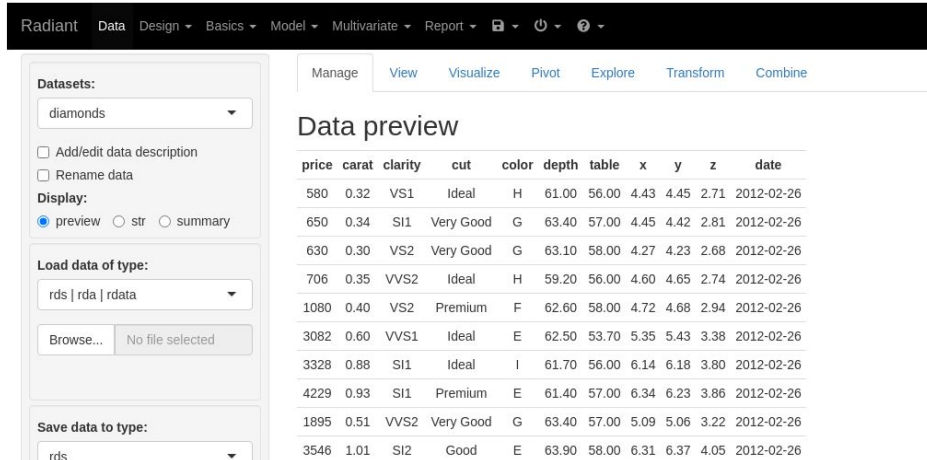 Radiant Data Design Basics Model Multivariate Report
Datasets:
diamonds
Add/edit data description
Rename data
Display:
preview str summary
Load data of type:
rds | rda | rdata
Browse... No file selected
Save data to type:
rds
Manage View Visualize Pivot Explore Transform Combine
Data preview
price carat clarity cut color depth table x y z date
580 0.32 VS1 Ideal H 61.00 56.00 4.43 4.45 2.71 2012-02-26
650 0.34 SI1 Very Good G 63.40 57.00 4.45 4.42 2.81 2012-02-26
630 0.30 VS2 Very Good G 63.10 58.00 4.27 4.23 2.68 2012-02-26
706 0.35 VVS2 Ideal H 59.20 56.00 4.60 4.65 2.74 2012-02-26
1080 0.40 VS2 Premium F 62.60 58.00 4.72 4.68 2.94 2012-02-26
3082 0.60 VVS1 Ideal E 62.50 53.70 5.35 5.43 3.38 2012-02-26
3328 0.88 SI1 Ideal I 61.70 56.00 6.14 6.18 3.80 2012-02-26
4229 0.93 SI1 Premium E 61.40 57.00 6.34 6.23 3.86 2012-02-26
1895 0.51 VVS2 Very Good G 63.40 57.00 5.09 5.06 3.22 2012-02-26
3546 1.01 SI2 Good E 63.90 58.00 6.31 6.37 4.05 2012-02-26